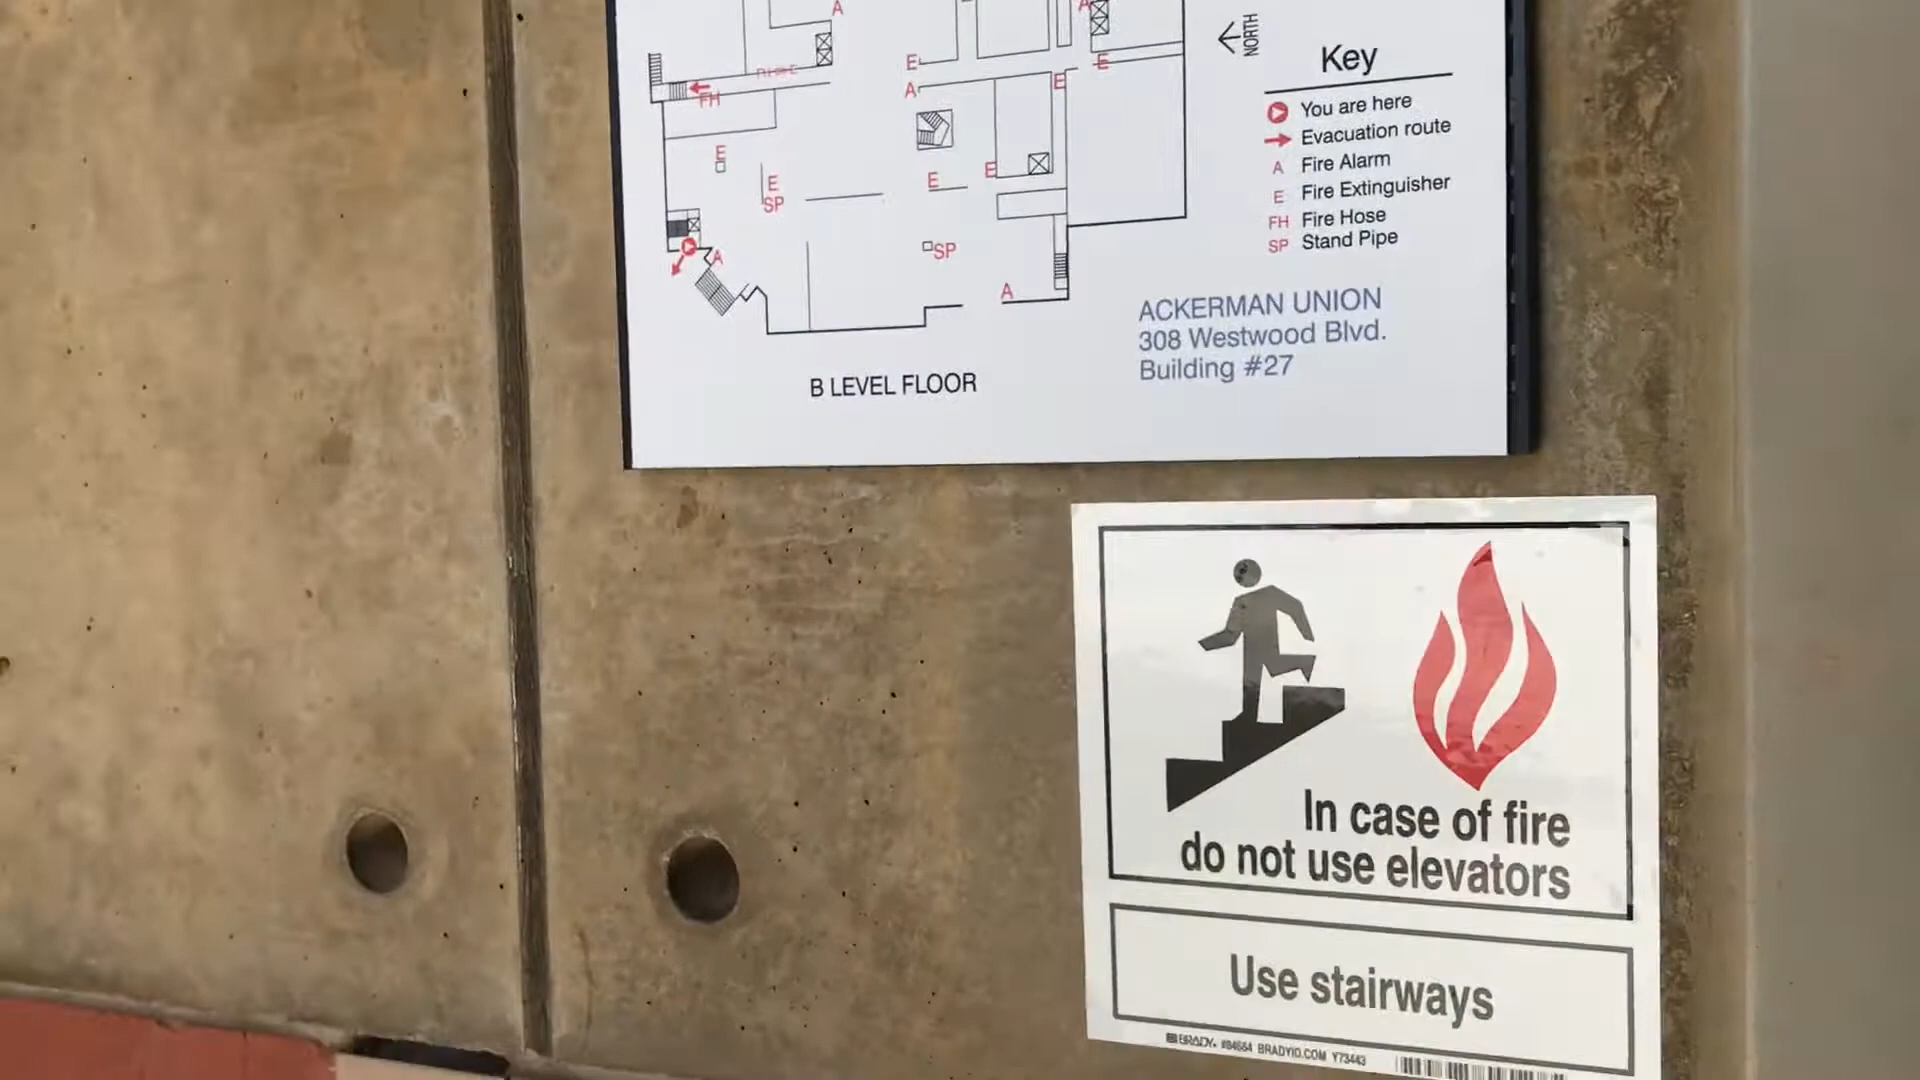 A
A
E
E
A
E
FH
E
E
SP
E
E
SP
A
A
NORTH
Key
You are here
Evacuation route
A Fire Alarm
E Fire Extinguisher
FH Fire Hose
SP Stand Pipe
ACKERMAN UNION
308 Westwood Blvd.
Building #27
B LEVEL FLOOR
In case of fire
do not use elevators
Use stairways
BRADY. #84664 BRADYID.COM Y73443